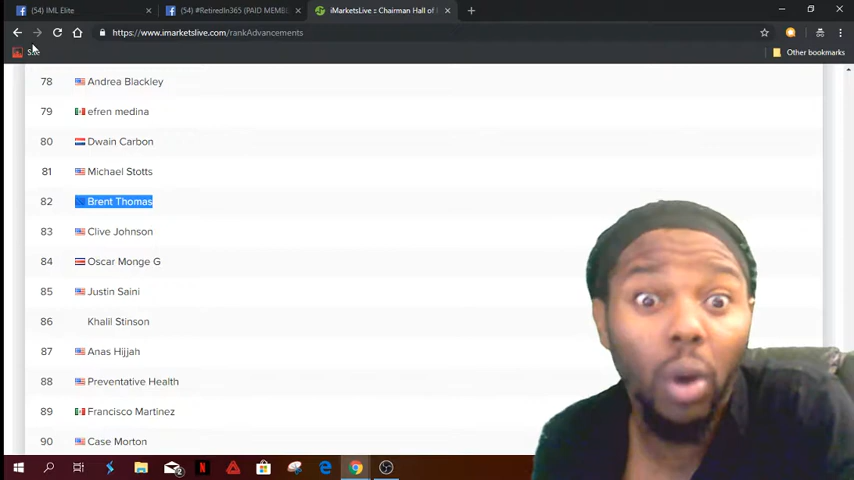 (54) IML Elite
(54) #RetiredIn365 (PAID MEMB
iMarketsLive :: Chairman Hall of F
https://www.imarketslive.com/rankAdvancements
Other bookmarks
78 Andrea Blackley
79 efren medina
80 Dwain Carbon
81 Michael Stotts
82 Brent Thomas
83 Clive Johnson
84 Oscar Monge G
85 Justin Saini
86 Khalil Stinson
87 Anas Hijjah
88 Preventative Health
89 Francisco Martinez
90 Case Morton